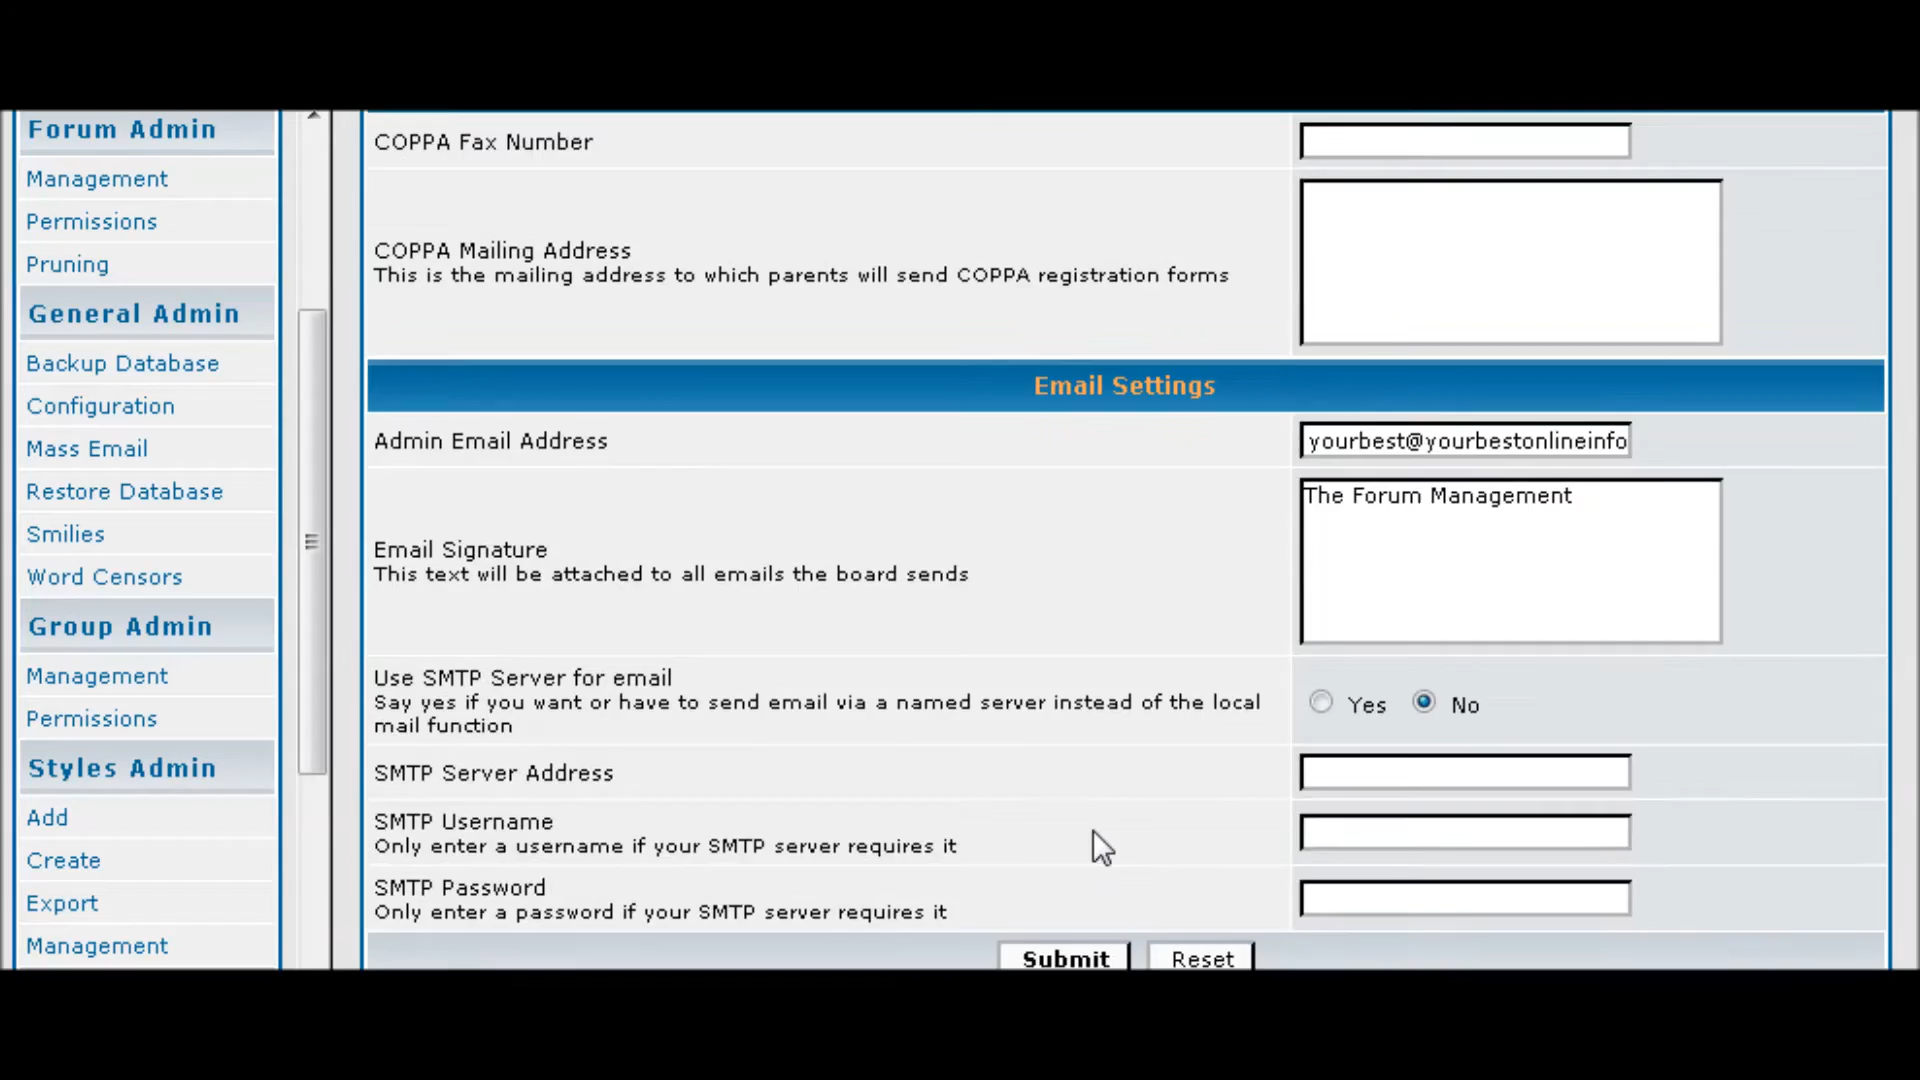 Forum Admin
Management
Permissions
Pruning
General Admin
Backup Database
Configuration
Mass Email
Restore Database
Smilies
Word Censors
Group Admin
Management
Permissions
Styles Admin
Add
Create
Export
Management
COPPA Fax Number
COPPA Mailing Address
This is the mailing address to which parents will send COPPA registration forms
Email Settings
Admin Email Address
yourbest@yourbestonlineinfo
Email Signature
This text will be attached to all emails the board sends
The Forum Management
Use SMTP Server for email
Say yes if you want or have to send email via a named server instead of the local
mail function
Yes No
SMTP Server Address
SMTP Username
Only enter a username if your SMTP server requires it
SMTP Password
Only enter a password if your SMTP server requires it
Submit Reset